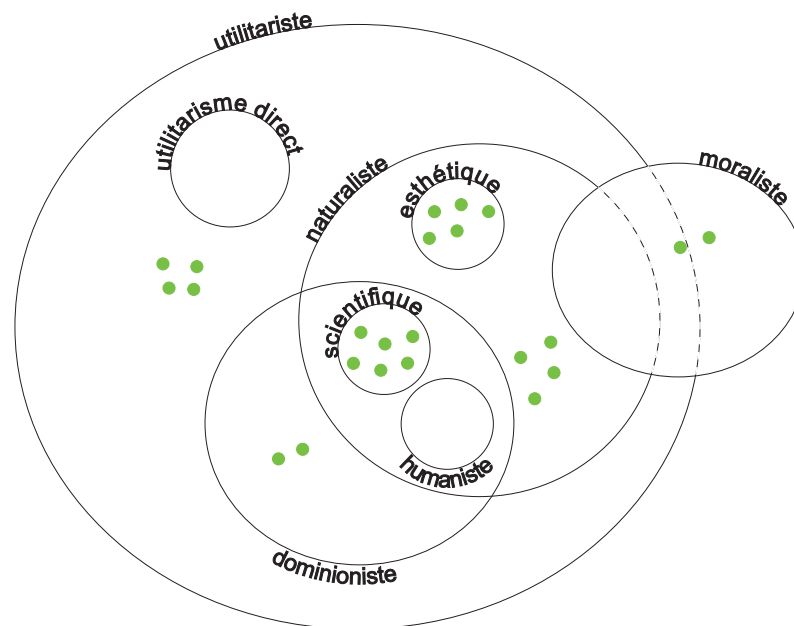 utilitariste
utilitarisme direct
moraliste
naturaliste
esthétique
scientifique
humaniste
dominioniste